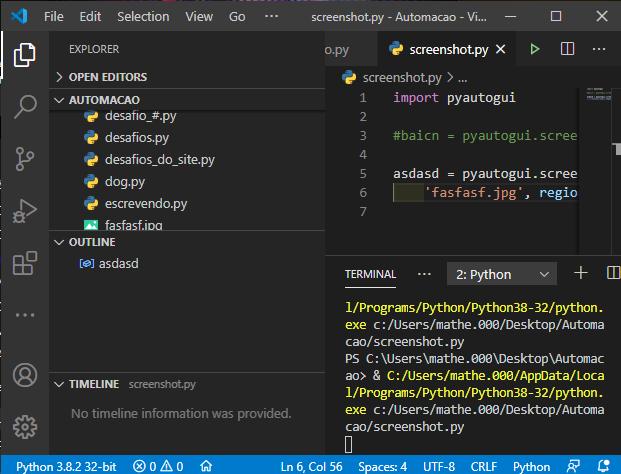 File Edit Selection View Go ··· screenshot.py - Automacao - Vi...
EXPLORER
OPEN EDITORS
AUTOMACAO
desafio_#.py
desafios.py
desafios_do_site.py
dog.py
escrevendo.py
fasfasf.jpg
OUTLINE
asdasd
TIMELINE screenshot.py
No timeline information was provided.
o.py screenshot.py ···
screenshot.py > ...
1 import pyautogui
2
3 #baicn = pyautogui.scree
4
5 asdasd = pyautogui.scree
6 'fasfasf.jpg', regio
7
TERMINAL ··· 2: Python
l/Programs/Python/Python38-32/python.
exe c:/Users/mathe.000/Desktop/Automa
cao/screenshot.py
PS C:\Users\mathe.000\Desktop\Automac
ao> & C:/Users/mathe.000/AppData/Loca
l/Programs/Python/Python38-32/python.
exe c:/Users/mathe.000/Desktop/Automa
cao/screenshot.py
Python 3.8.2 32-bit 0 0 Ln 6, Col 56 Spaces: 4 UTF-8 CRLF Python